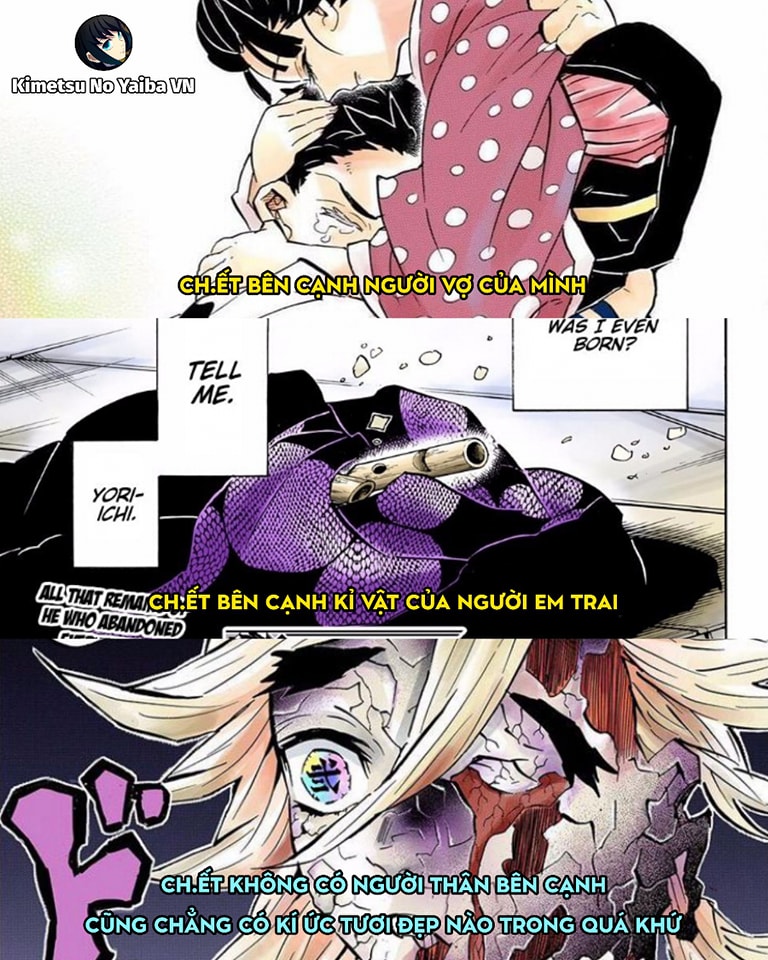 Kimetsu No Yaiba VN
CH.ẾT BÊN CẠNH NGƯỜI VỢ CỦA MÌNH
WAS I EVEN
BORN?
TELL
ME.
YORI-
ICHI.
ALL THAT
HE WHO ABANDONED
CH.ẾT BÊN CẠNH KỈ VẬT CỦA NGƯỜI EM TRAI
ド
CH.ẾT KHÔNG CÓ NGƯỜI THÂN BÊN CẠNH
CŨNG CHẲNG CÓ KÍ ỨC TƯƠI ĐẸP NÀO TRONG QUÁ KHỨ